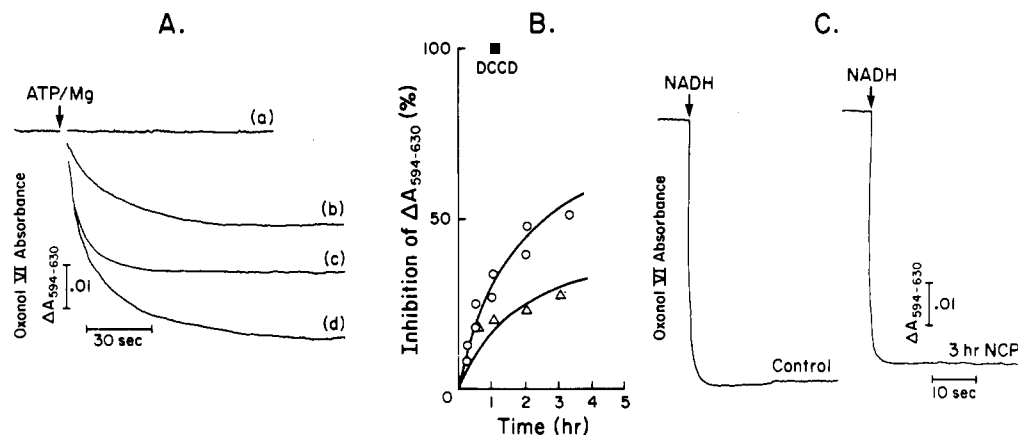 A.
ATP/Mg
(a)
(b)
(c)
(d)
Oxonol VI Absorbance
ΔA594-630
.01
30 sec
B.
Inhibition of ΔA594-630 (%)
100
50
0
DCCD
0 1 2 3 4 5
Time (hr)
C.
NADH
NADH
Oxonol VI Absorbance
Control
ΔA594-630
.01
3 hr NCP
10 sec